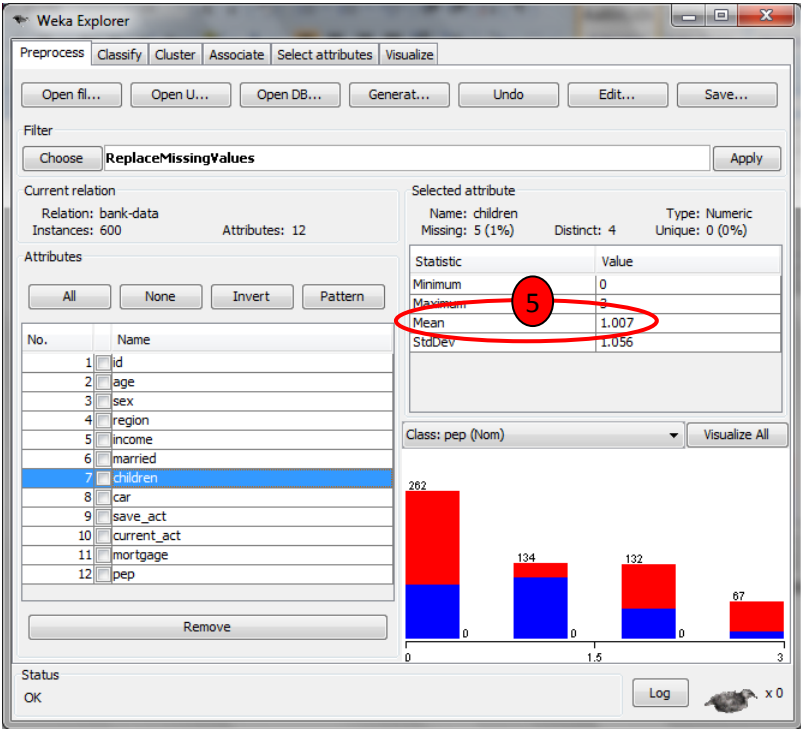 Weka Explorer
Preprocess Classify Cluster Associate Select attributes Visualize
Open fil... Open U... Open DB... Generat... Undo Edit... Save...
Filter
Choose ReplaceMissingValues Apply
Current relation
Relation: bank-data
Instances: 600 Attributes: 12
Attributes
All None Invert Pattern
No. Name
1 id
2 age
3 sex
4 region
5 income
6 married
7 children
8 car
9 save_act
10 current_act
11 mortgage
12 pep
Remove
Selected attribute
Name: children Type: Numeric
Missing: 5 (1%) Distinct: 4 Unique: 0 (0%)
Statistic Value
Minimum 0
Maximum 3
5
Mean 1.007
StdDev 1.056
Class: pep (Nom) Visualize All
262
134 132
67
0 0 0
0 1.5 3
Status
OK
Log x 0